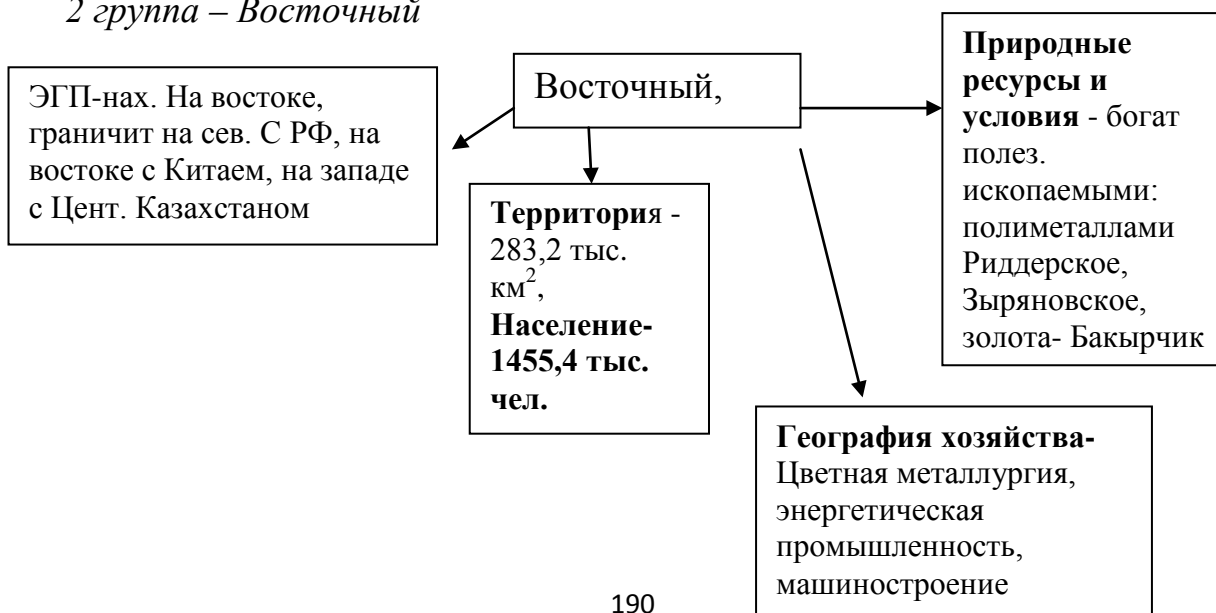 2 группа – Восточный
ЭГП-нах. На востоке,
граничит на сев. С РФ, на
востоке с Китаем, на западе
с Цент. Казахстаном
Восточный,
Территория -
283,2 тыс.
км²,
Население-
1455,4 тыс.
чел.
Природные
ресурсы и
условия - богат
полез.
ископаемыми:
полиметаллами
Риддерское,
Зыряновское,
золота- Бакырчик
География хозяйства-
Цветная металлургия,
энергетическая
промышленность,
машиностроение
190